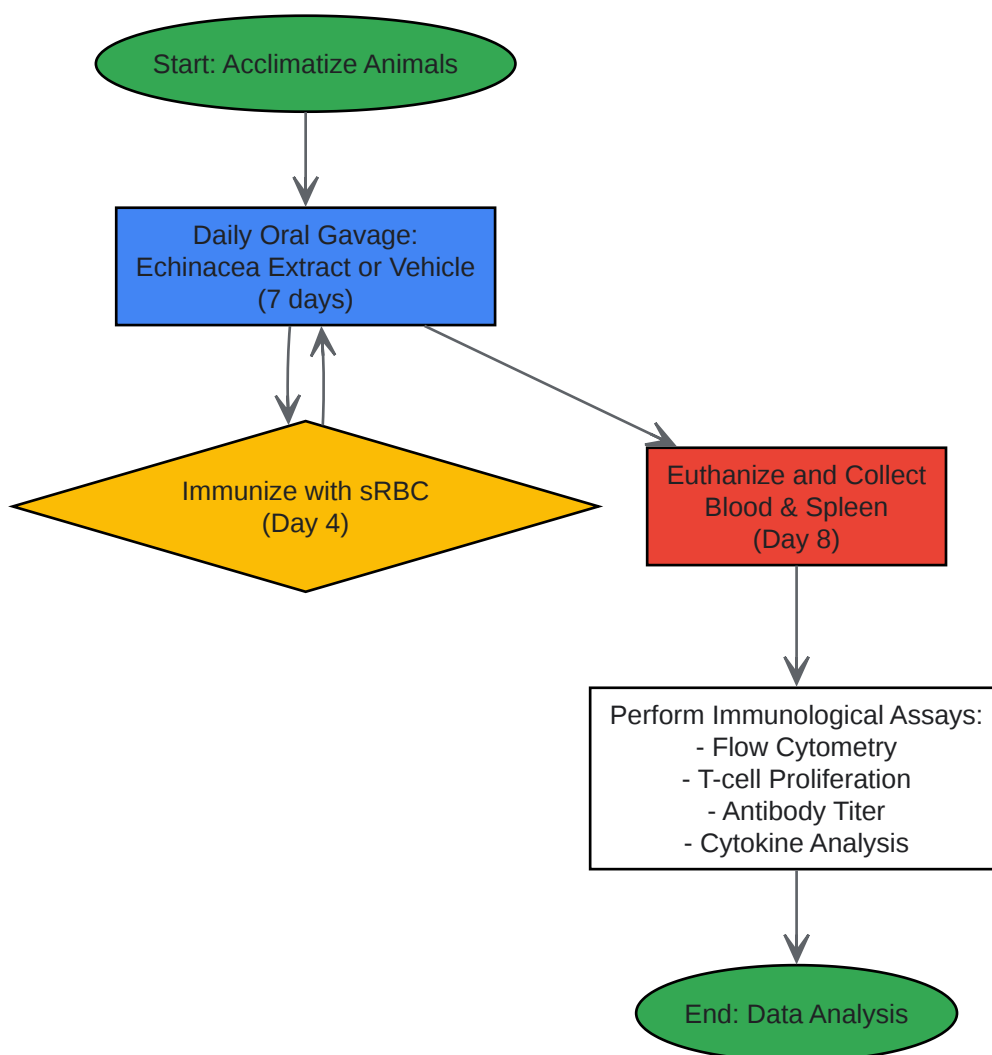 Start: Acclimatize Animals
Daily Oral Gavage:
Echinacea Extract or Vehicle
(7 days)
Immunize with sRBC
(Day 4)
Euthanize and Collect
Blood & Spleen
(Day 8)
Perform Immunological Assays:
- Flow Cytometry
- T-cell Proliferation
- Antibody Titer
- Cytokine Analysis
End: Data Analysis